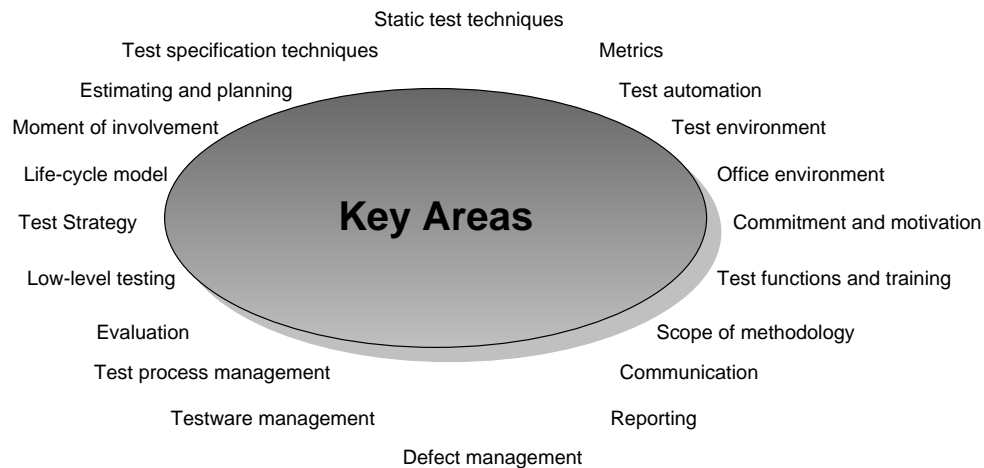 Static test techniques
Test specification techniques
Metrics
Estimating and planning
Test automation
Moment of involvement
Test environment
Life-cycle model
Office environment
Key Areas
Test Strategy
Commitment and motivation
Low-level testing
Test functions and training
Evaluation
Scope of methodology
Test process management
Communication
Testware management
Reporting
Defect management